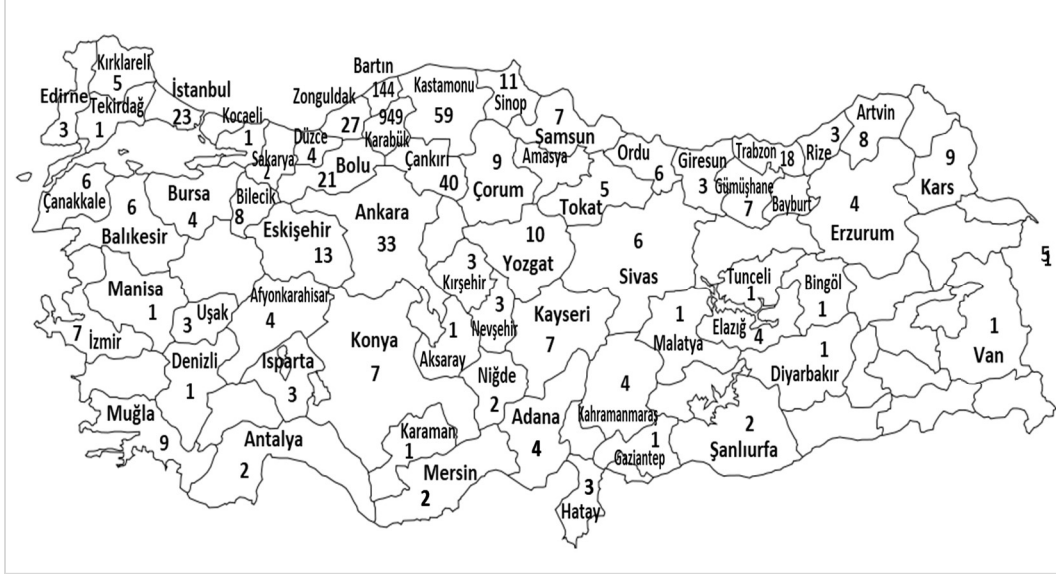 Kırklareli
5
Edirne
3
Tekirdağ
1
İstanbul
23
Kocaeli
1
Sakarya
2
Düzce
4
Zonguldak
27
Bartın
144
949
Karabük
Kastamonu
59
11
Sinop
7
Samsun
Bolu
21
Çankırı
40
9
Çorum
Amasya
5
Tokat
Ordu
6
Giresun
3
Trabzon
18
Gümüşhane
7
Bayburt
3
Rize
Artvin
8
9
Kars
4
Erzurum
6
Çanakkale
6
Balıkesir
Bursa
4
Bilecik
8
Eskişehir
13
Ankara
33
3
Kırşehir
10
Yozgat
6
Sivas
5
1
Manisa
1
7
İzmir
3
Uşak
Afyonkarahisar
4
Denizli
1
Isparta
3
Konya
7
1
Aksaray
3
Nevşehir
Kayseri
7
Niğde
2
1
Malatya
Tunceli
1
Elazığ
4
Bingöl
1
1
Diyarbakır
1
Van
Muğla
9
Antalya
2
Karaman
1
Mersin
2
Adana
4
4
Kahramanmaraş
1
Gaziantep
2
Şanlıurfa
3
Hatay